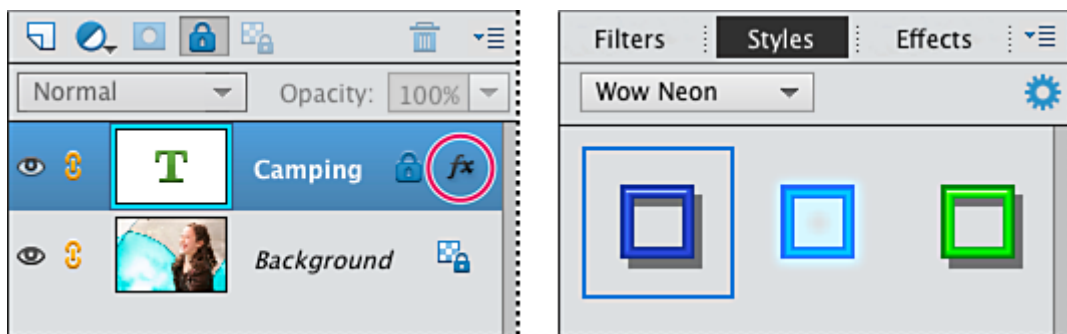 Normal Opacity: 100%
T Camping fx
Background
Filters Styles Effects
Wow Neon